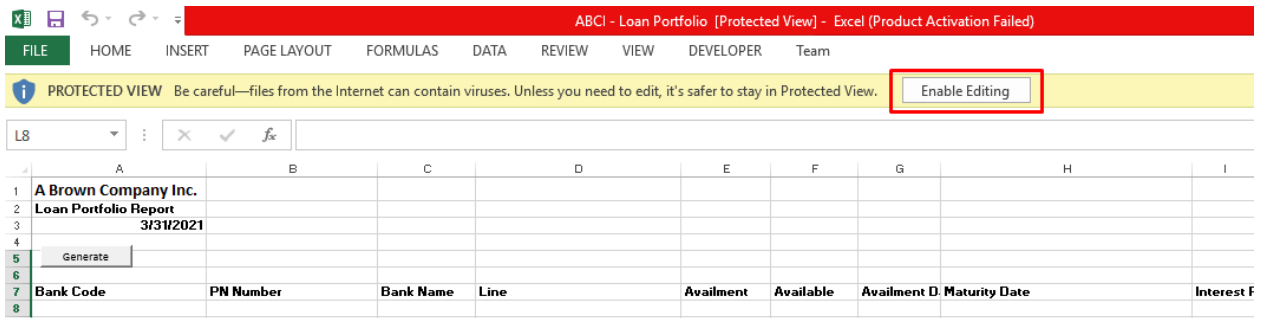 ABCI - Loan Portfolio [Protected View] - Excel (Product Activation Failed)
FILE HOME INSERT PAGE LAYOUT FORMULAS DATA REVIEW VIEW DEVELOPER Team
PROTECTED VIEW Be careful—files from the Internet can contain viruses. Unless you need to edit, it's safer to stay in Protected View. Enable Editing
L8 fx
A B C D E F G H I
1 A Brown Company Inc.
2 Loan Portfolio Report
3 3/31/2021
4
5 Generate
6
7 Bank Code PN Number Bank Name Line Availment Available Availment D Maturity Date Interest
8